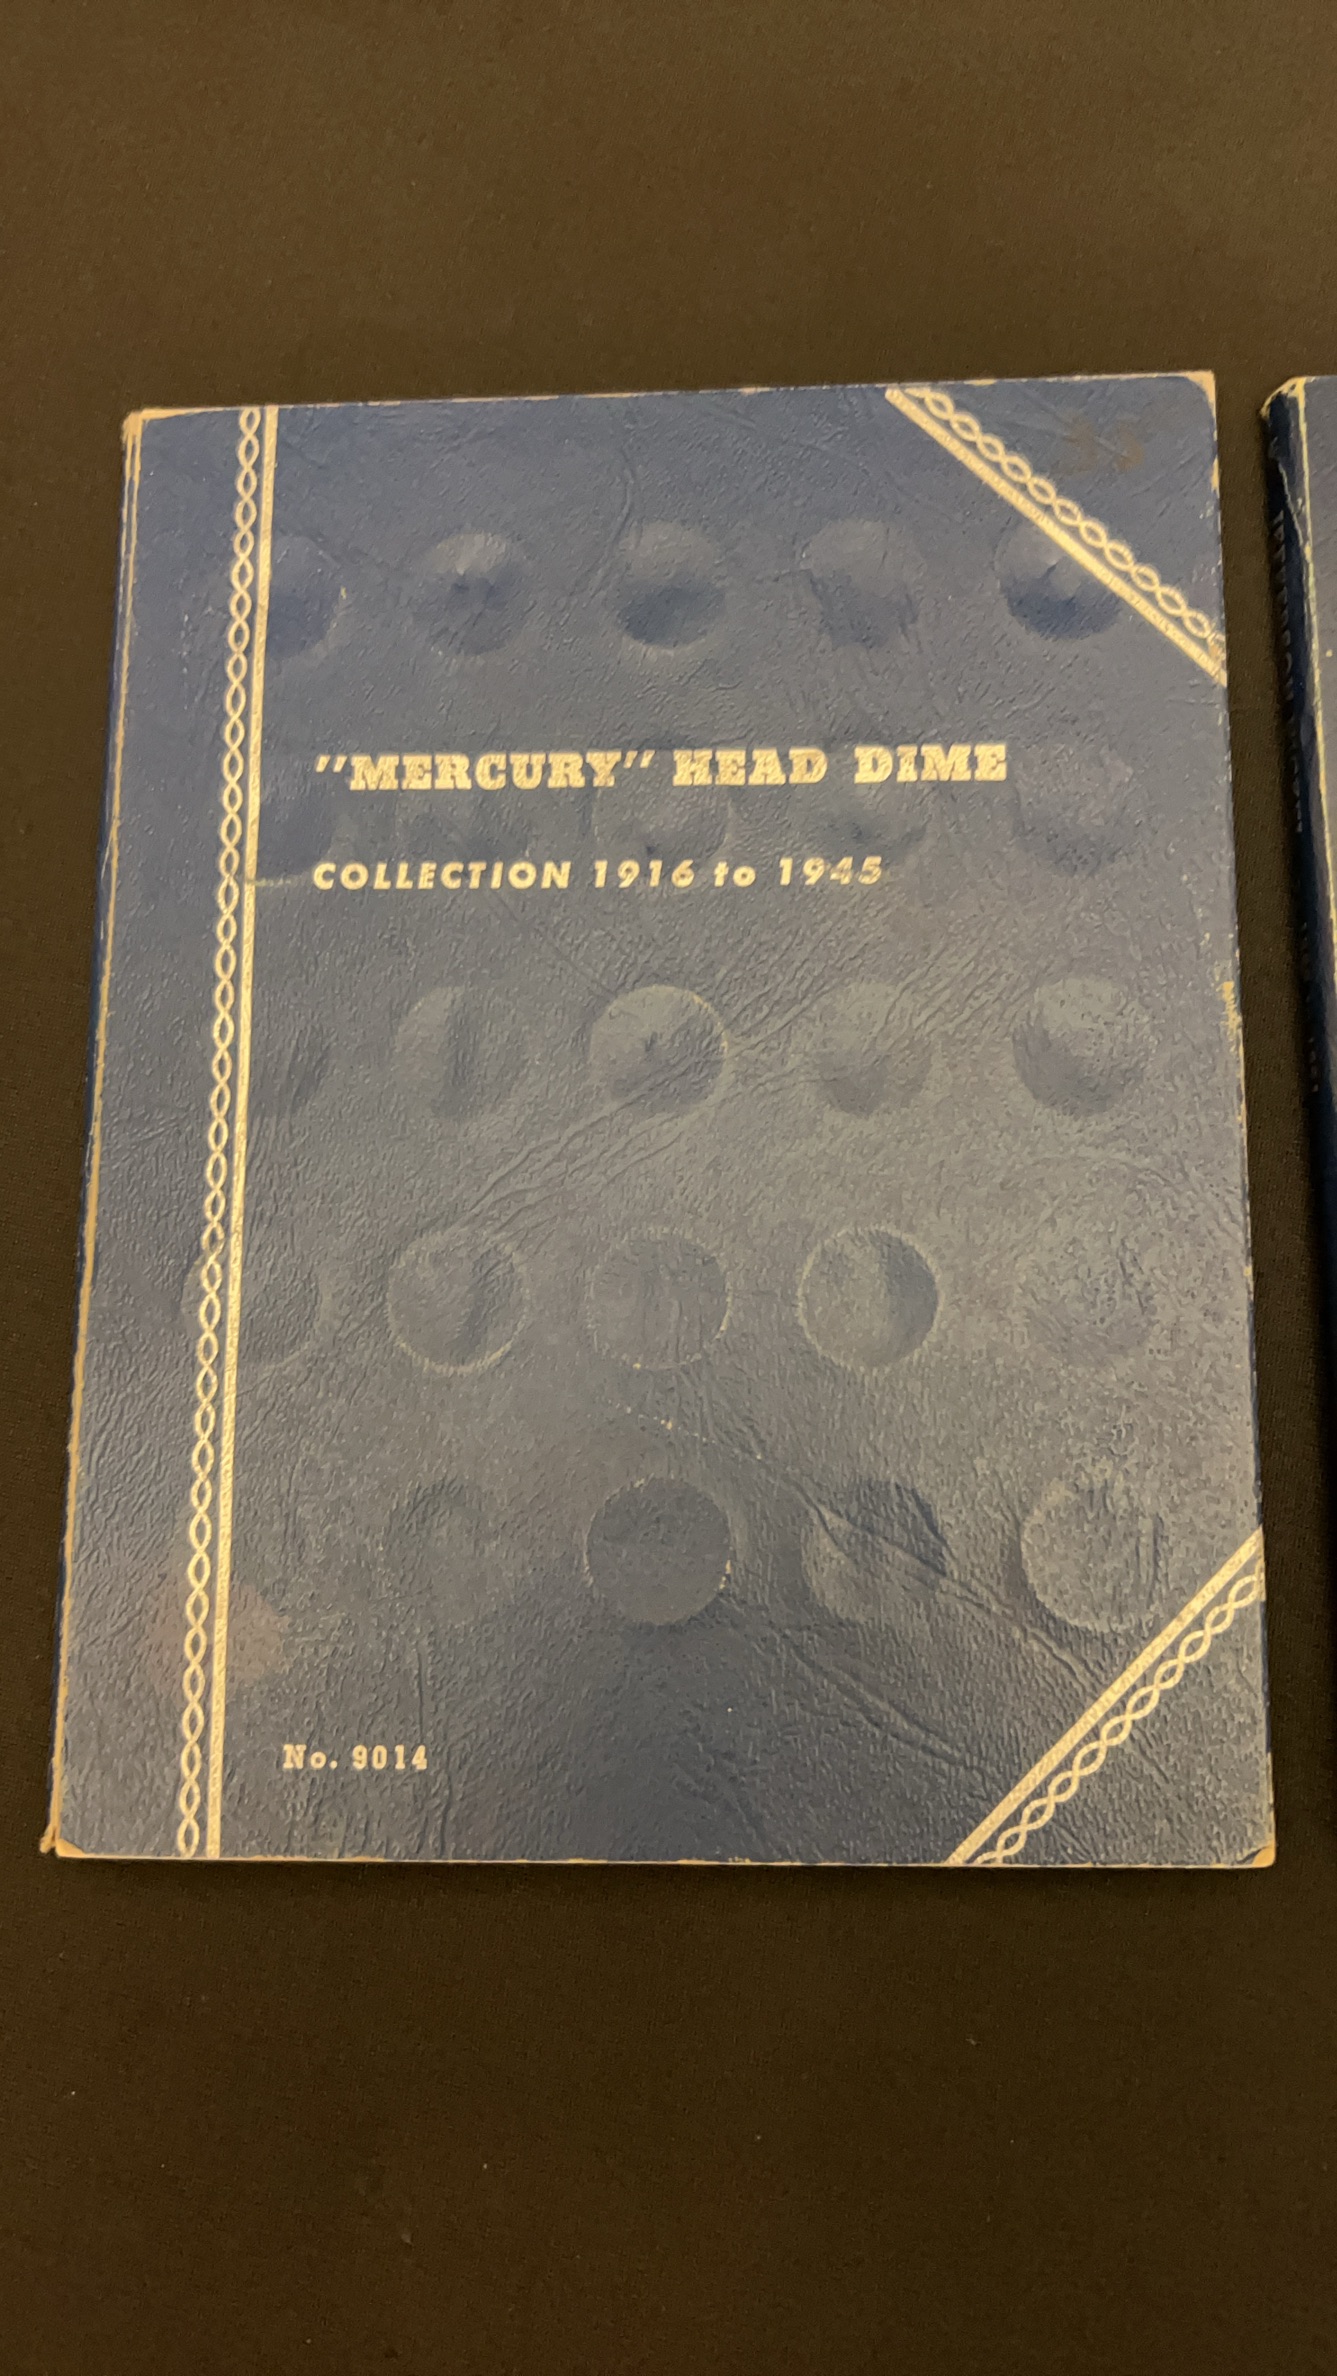 "MERCURY" HEAD DIME
COLLECTION 1916 to 1945
No. 9014